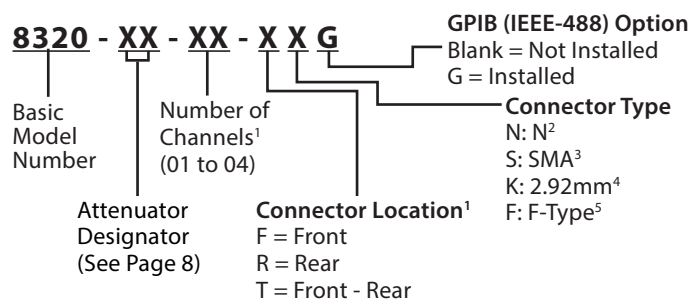 8320 - XX - XX - X X G
GPIB (IEEE-488) Option
Blank = Not Installed
G = Installed
Basic
Model
Number
Number of
Channels¹
(01 to 04)
Connector Type
N: N²
S: SMA³
K: 2.92mm⁴
F: F-Type⁵
Attenuator
Designator
(See Page 8)
Connector Location¹
F = Front
R = Rear
T = Front - Rear